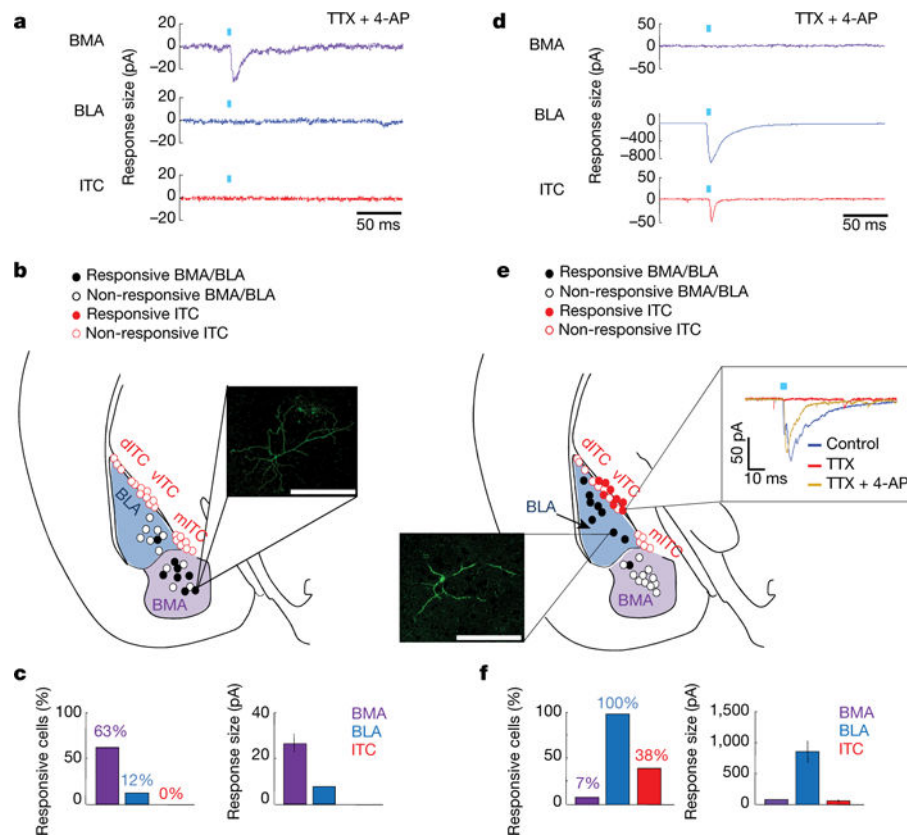 a
TTX + 4-AP
BMA
BLA
ITC
Response size (pA)
20
0
–20
20
0
–20
20
0
–20
50 ms
d
TTX + 4-AP
BMA
BLA
ITC
Response size (pA)
50
0
–50
0
–400
–800
50
0
–50
50 ms
b
Responsive BMA/BLA
Non-responsive BMA/BLA
Responsive ITC
Non-responsive ITC
dITC
vITC
mITC
BLA
BMA
e
Responsive BMA/BLA
Non-responsive BMA/BLA
Responsive ITC
Non-responsive ITC
dITC
vITC
mITC
BLA
BMA
50 pA
10 ms
Control
TTX
TTX + 4-AP
c
Responsive cells (%)
100
50
0
63%
12%
0%
Response size (pA)
40
20
0
BMA
BLA
ITC
f
Responsive cells (%)
100
50
0
7%
100%
38%
Response size (pA)
1,000
500
0
BMA
BLA
ITC